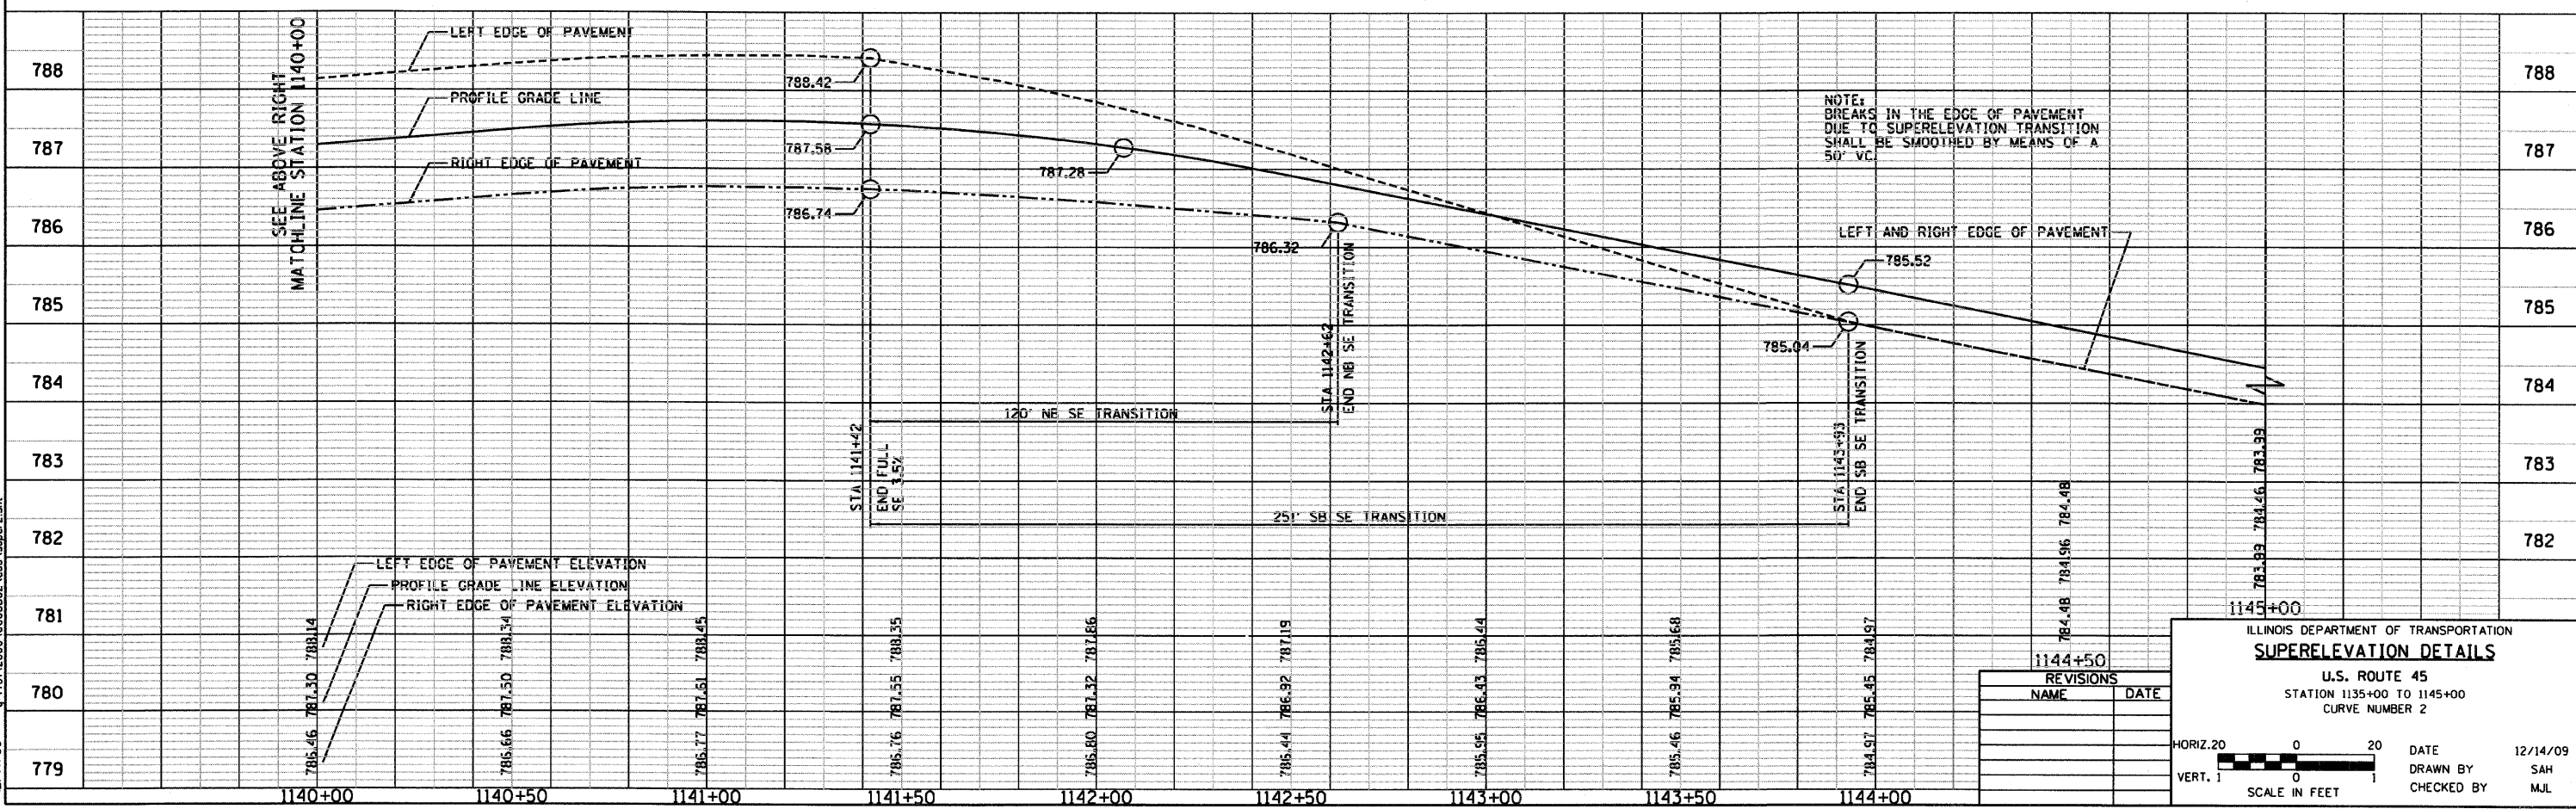 LEFT EDGE OF PAVEMENT
PROFILE GRADE LINE
RIGHT EDGE OF PAVEMENT
SEE ABOVE RIGHT
MATCHLINE STATION 1140+00
788
787
786
785
784
783
782
781
780
779
788.42
787.58
786.74
787.28
786.32
NOTE:
BREAKS IN THE EDGE OF PAVEMENT
DUE TO SUPERELEVATION TRANSITION
SHALL BE SMOOTHED BY MEANS OF A
50' VC.
LEFT AND RIGHT EDGE OF PAVEMENT
785.52
785.04
788
787
786
785
784
783
782
STA 1141+42
END FULL
SE 3.5%
120' NB SE TRANSITION
STA 1142+62
END NB SE TRANSITION
251' SB SE TRANSITION
STA 1143+93
END SB SE TRANSITION
LEFT EDGE OF PAVEMENT ELEVATION
PROFILE GRADE LINE ELEVATION
RIGHT EDGE OF PAVEMENT ELEVATION
786.46 787.30 788.14
786.66 787.50 788.34
786.77 787.61 788.45
786.76 787.55 788.35
786.80 787.32 787.86
786.44 786.92 787.19
785.95 786.43 786.44
785.46 785.94 785.68
784.97 785.45 784.97
784.48 784.96 784.48
783.99 784.46 783.99
1140+00
1140+50
1141+00
1141+50
1142+00
1142+50
1143+00
1143+50
1144+00
1144+50
1145+00
REVISIONS
NAME DATE
ILLINOIS DEPARTMENT OF TRANSPORTATION
SUPERELEVATION DETAILS
U.S. ROUTE 45
STATION 1135+00 TO 1145+00
CURVE NUMBER 2
HORIZ. 20 0 20
VERT. 1 0 1
SCALE IN FEET
DATE 12/14/09
DRAWN BY SAH
CHECKED BY MJL